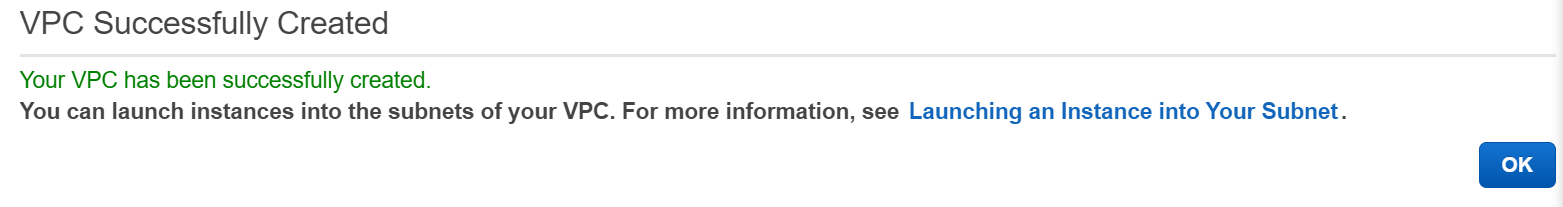 VPC Successfully Created
Your VPC has been successfully created.
You can launch instances into the subnets of your VPC. For more information, see Launching an Instance into Your Subnet.
OK